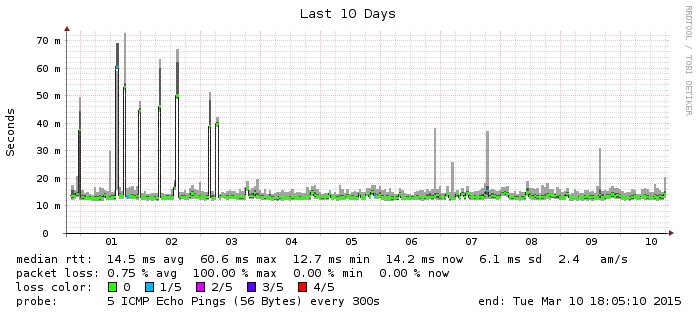 Last 10 Days
RRDTOOL / TOBI OETIKER
Seconds
70 m
60 m
50 m
40 m
30 m
20 m
10 m
0
01 02 03 04 05 06 07 08 09 10
median rtt: 14.5 ms avg 60.6 ms max 12.7 ms min 14.2 ms now 6.1 ms sd 2.4 am/s
packet loss: 0.75 % avg 100.00 % max 0.00 % min 0.00 % now
loss color: 0 1/5 2/5 3/5 4/5
probe: 5 ICMP Echo Pings (56 Bytes) every 300s end: Tue Mar 10 18:05:10 2015